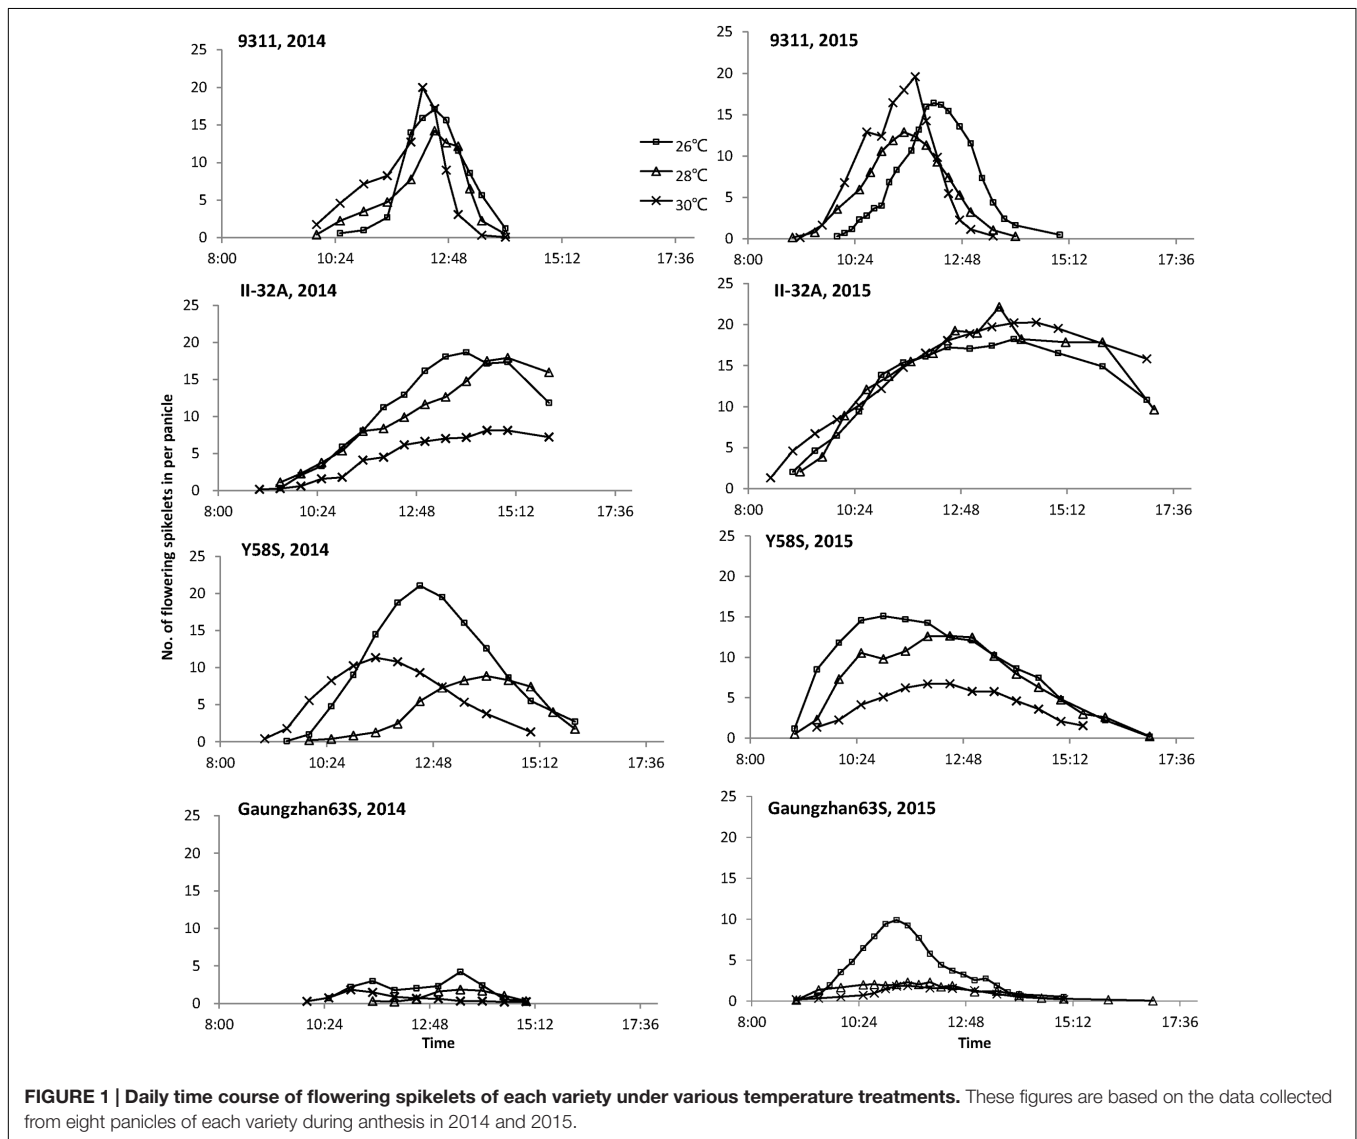 9311, 2014
25
20
15
10
5
0
8:00 10:24 12:48 15:12 17:36
26℃
28℃
30℃
9311, 2015
25
20
15
10
5
0
8:00 10:24 12:48 15:12 17:36
II-32A, 2014
25
20
15
10
5
0
8:00 10:24 12:48 15:12 17:36
II-32A, 2015
25
20
15
10
5
0
8:00 10:24 12:48 15:12 17:36
No. of flowering spikelets in per panicle
Y58S, 2014
25
20
15
10
5
0
8:00 10:24 12:48 15:12 17:36
Y58S, 2015
25
20
15
10
5
0
8:00 10:24 12:48 15:12 17:36
Gaungzhan63S, 2014
25
20
15
10
5
0
8:00 10:24 12:48 15:12 17:36
Time
Gaungzhan63S, 2015
25
20
15
10
5
0
8:00 10:24 12:48 15:12 17:36
Time
FIGURE 1 | Daily time course of flowering spikelets of each variety under various temperature treatments. These figures are based on the data collected
from eight panicles of each variety during anthesis in 2014 and 2015.